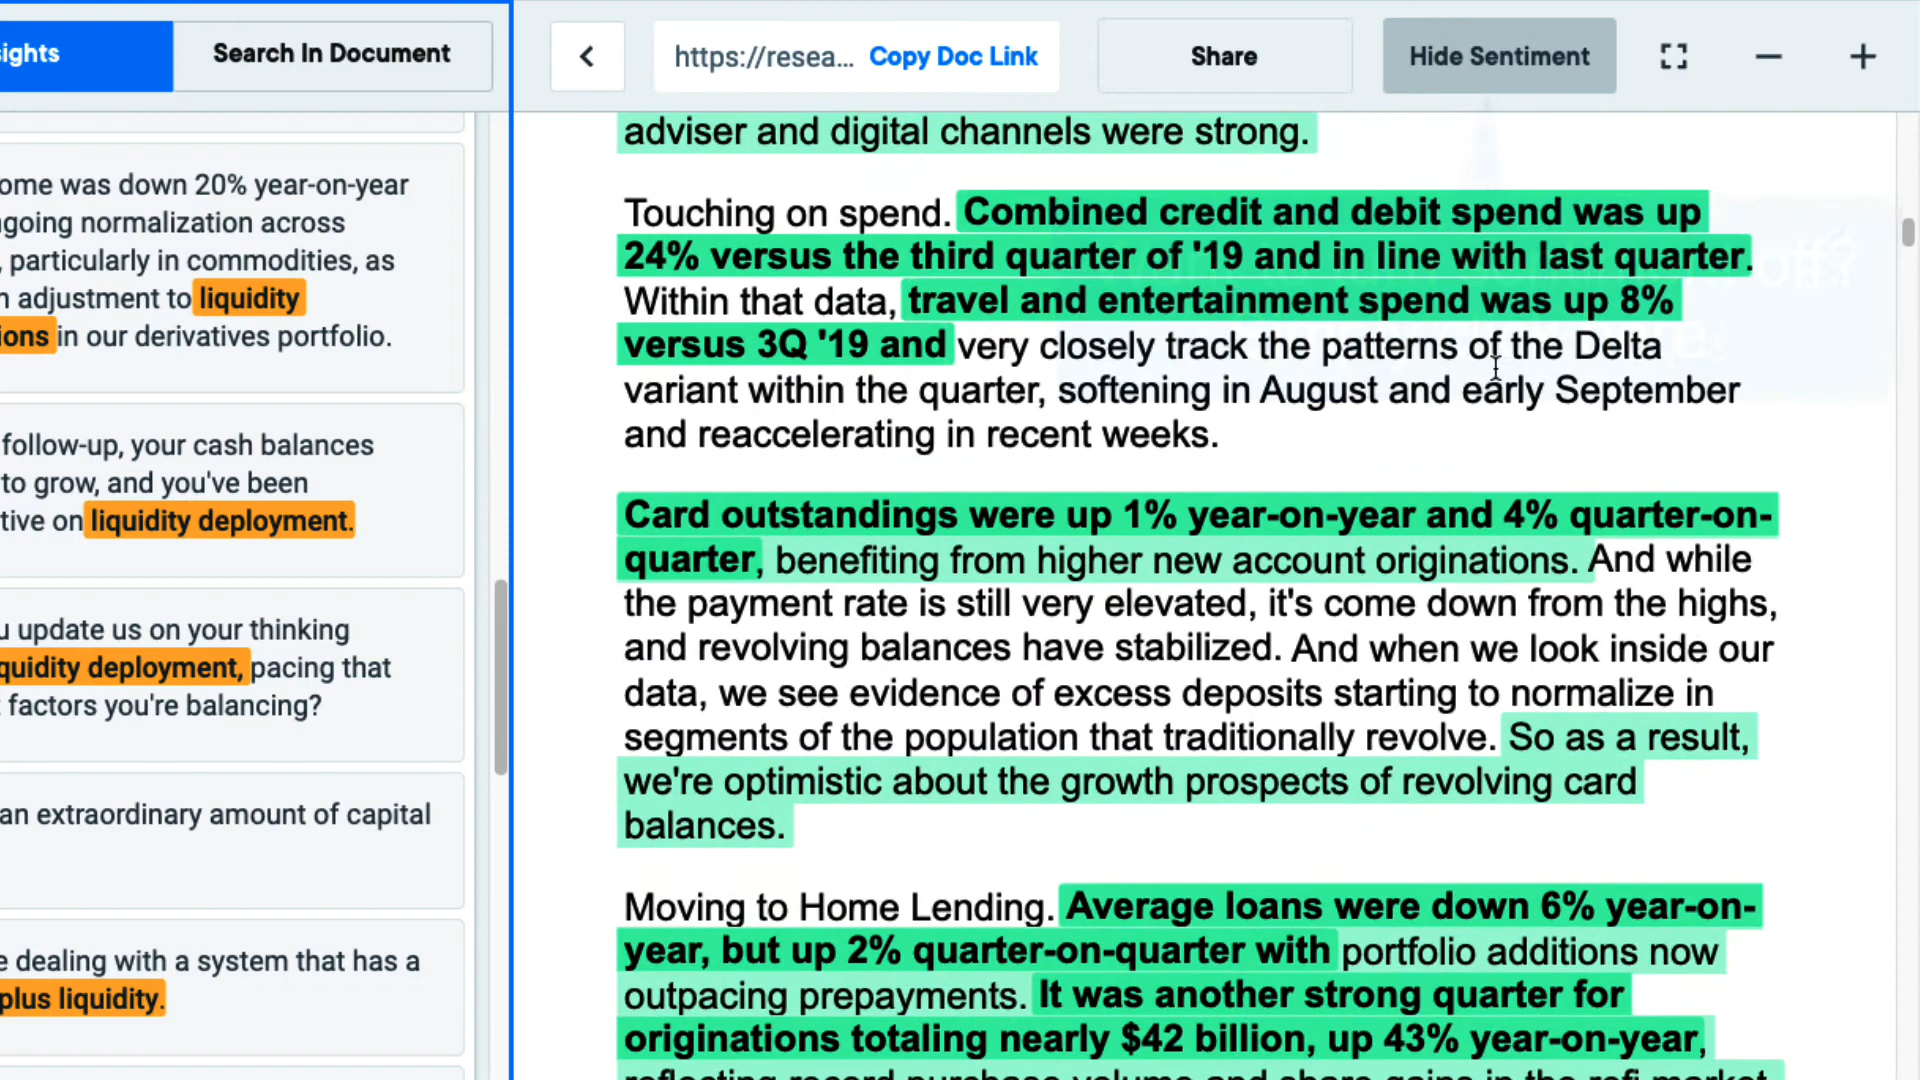 sights
Search In Document
https://resea...
Copy Doc Link
Share
Hide Sentiment
ome was down 20% year-on-year
ngoing normalization across
, particularly in commodities, as
n adjustment to liquidity
ions in our derivatives portfolio.
follow-up, your cash balances
to grow, and you've been
tive on liquidity deployment.
u update us on your thinking
quidity deployment, pacing that
t factors you're balancing?
an extraordinary amount of capital
e dealing with a system that has a
plus liquidity.
adviser and digital channels were strong.
Touching on spend. Combined credit and debit spend was up
24% versus the third quarter of '19 and in line with last quarter.
Within that data, travel and entertainment spend was up 8%
versus 3Q '19 and very closely track the patterns of the Delta
variant within the quarter, softening in August and early September
and reaccelerating in recent weeks.
Card outstandings were up 1% year-on-year and 4% quarter-on-
quarter, benefiting from higher new account originations. And while
the payment rate is still very elevated, it's come down from the highs,
and revolving balances have stabilized. And when we look inside our
data, we see evidence of excess deposits starting to normalize in
segments of the population that traditionally revolve. So as a result,
we're optimistic about the growth prospects of revolving card
balances.
Moving to Home Lending. Average loans were down 6% year-on-
year, but up 2% quarter-on-quarter with portfolio additions now
outpacing prepayments. It was another strong quarter for
originations totaling nearly $42 billion, up 43% year-on-year,
reflecting record purchase volume and share gains in the refi market